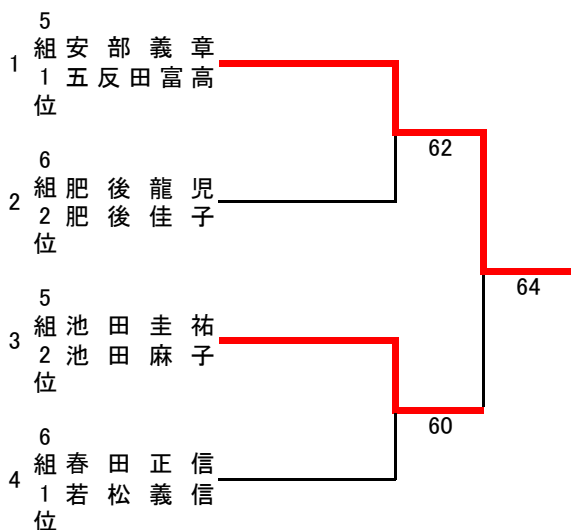 1 5組1位 安部義章
五反田富高
62
2 6組2位 肥後龍児
肥後佳子
64
3 5組2位 池田圭祐
池田麻子
60
4 6組1位 春田正信
若松義信